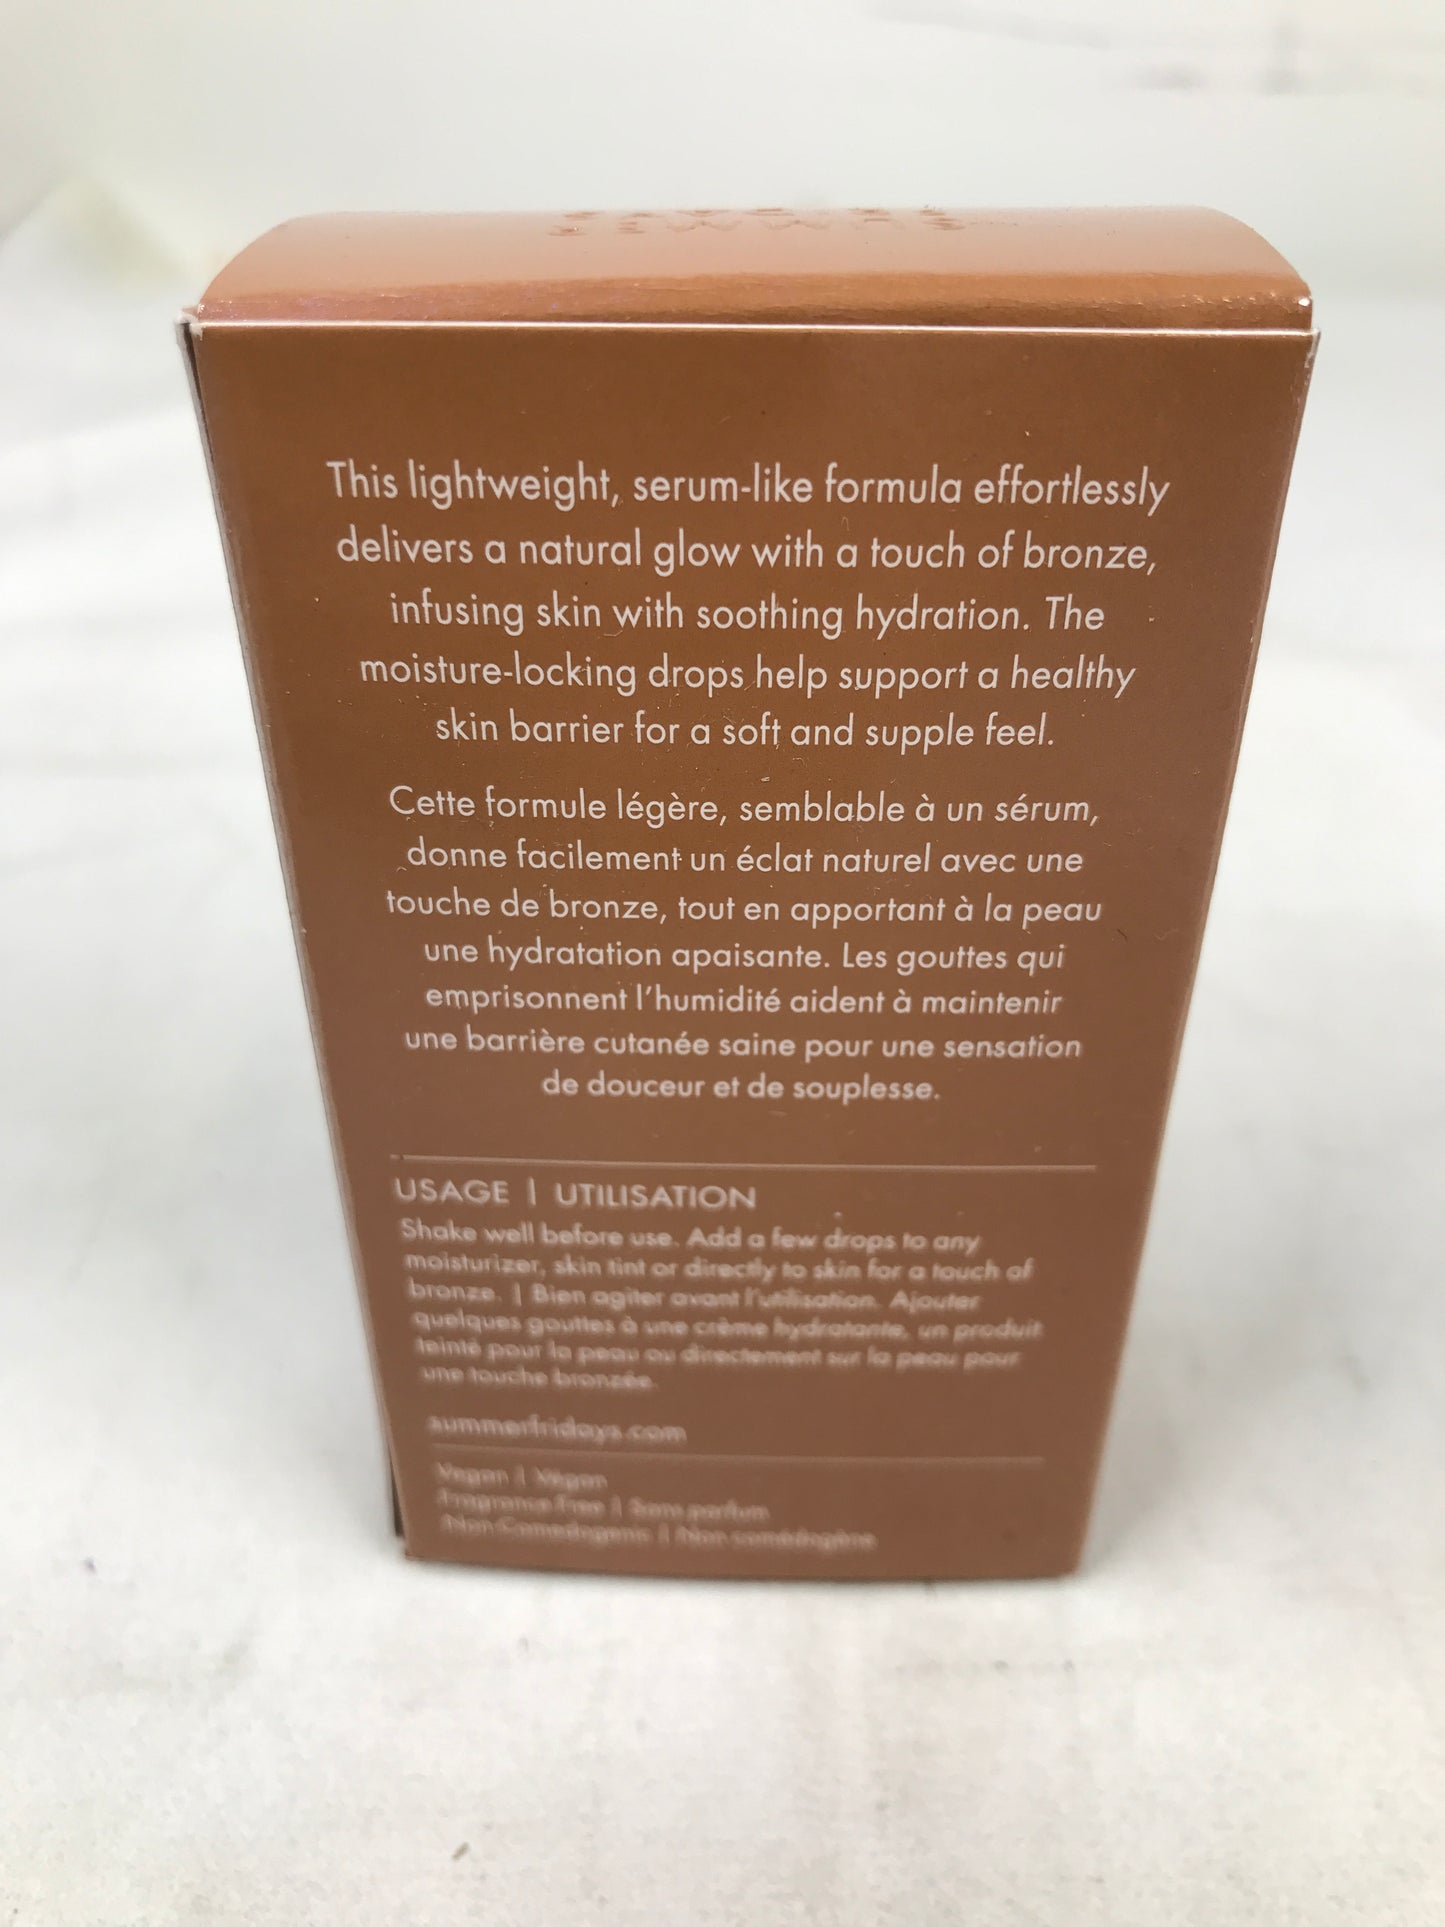 This lightweight, serum-like formula effortlessly
delivers a natural glow with a touch of bronze,
infusing skin with soothing hydration. The
moisture-locking drops help support a healthy
skin barrier for a soft and supple feel.
Cette formule légère, semblable à un sérum,
donne facilement un éclat naturel avec une
touche de bronze, tout en apportant à la peau
une hydratation apaisante. Les gouttes qui
emprisonnent l'humidité aident à maintenir
une barrière cutanée saine pour une sensation
de douceur et de souplesse.
USAGE | UTILISATION
Shake well before use. Add a few drops to any
moisturizer, skin tint or directly to skin for a touch of
bronze. | Bien agiter avant l'utilisation. Ajouter
quelques gouttes à une crème hydratante, un produit
teinté pour la peau ou directement sur la peau pour
une touche bronzée.
summerfridays.com
Vegan | Végan
Fragrance-Free | Sans parfum
Non-Comedogenic | Non comédogène